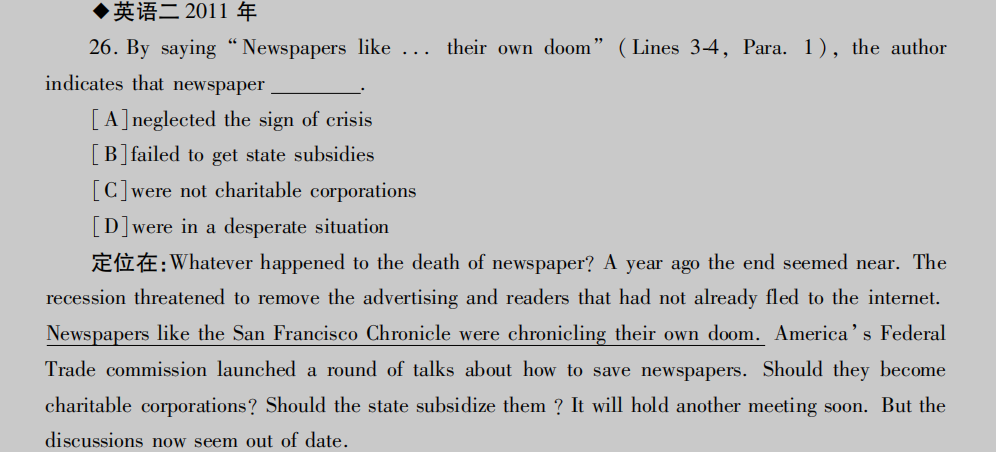 ◆英语二 2011 年
26. By saying “Newspapers like ... their own doom” (Lines 3-4, Para. 1), the author
indicates that newspaper ________.
[A]neglected the sign of crisis
[B]failed to get state subsidies
[C]were not charitable corporations
[D]were in a desperate situation
定位在:Whatever happened to the death of newspaper? A year ago the end seemed near. The
recession threatened to remove the advertising and readers that had not already fled to the internet.
Newspapers like the San Francisco Chronicle were chronicling their own doom. America’s Federal
Trade commission launched a round of talks about how to save newspapers. Should they become
charitable corporations? Should the state subsidize them ? It will hold another meeting soon. But the
discussions now seem out of date.